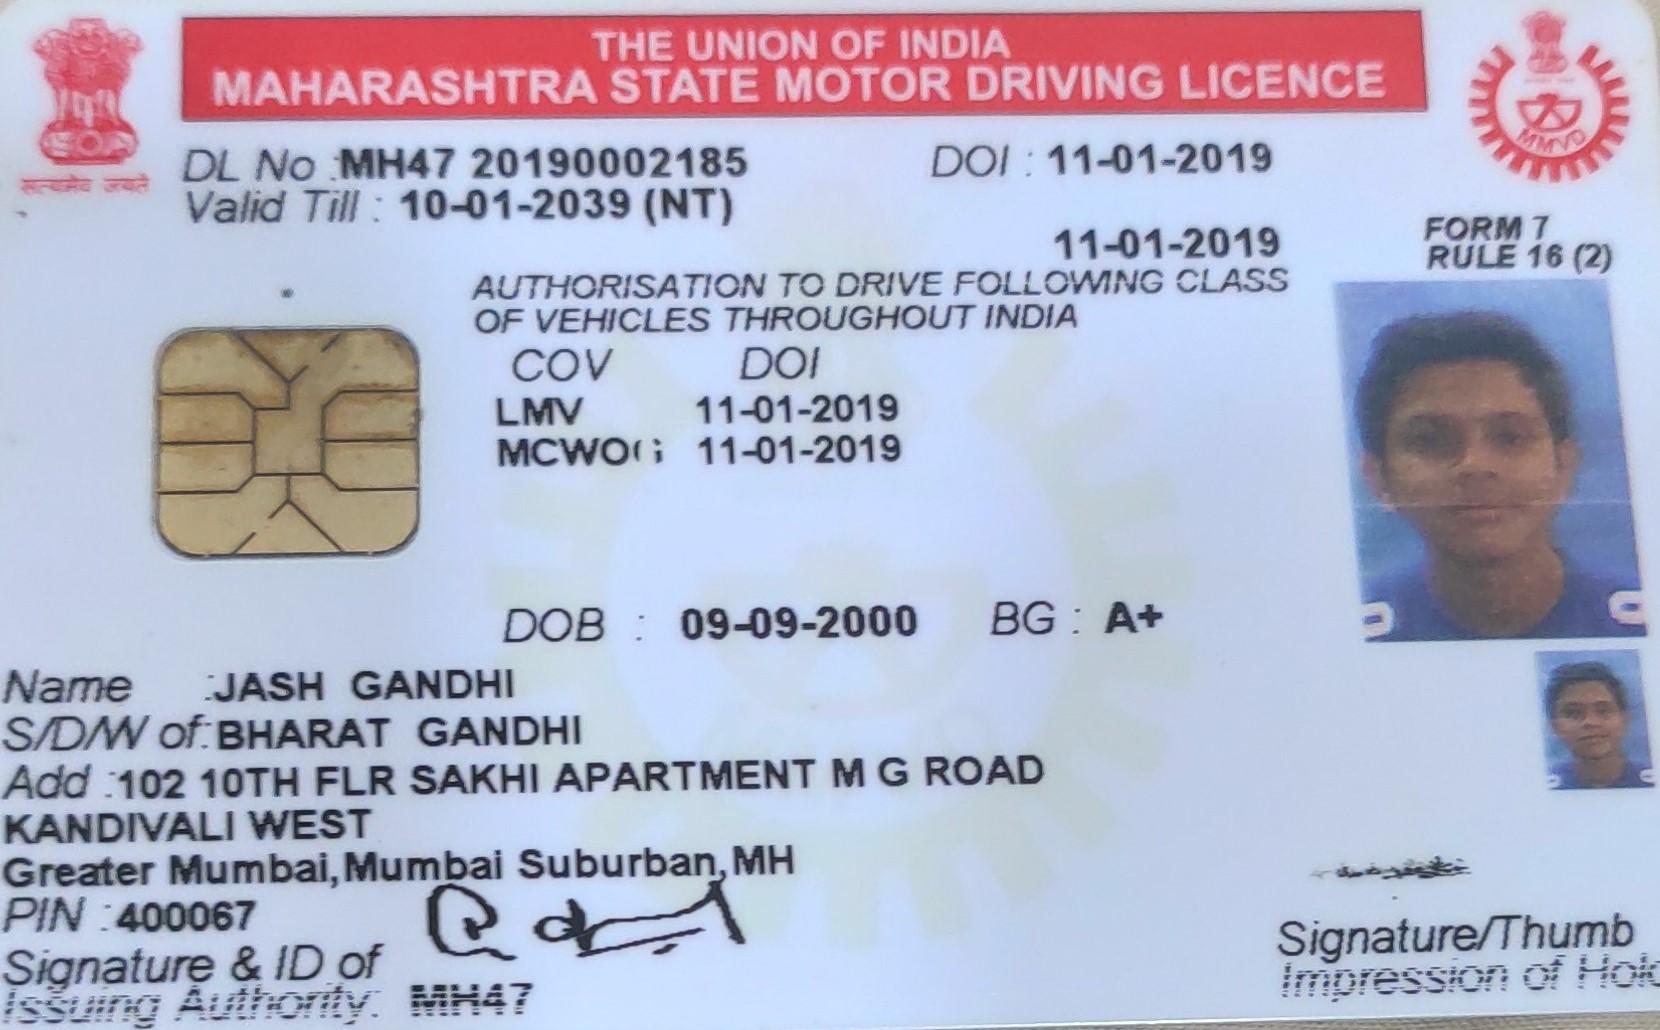 THE UNION OF INDIA
MAHARASHTRA STATE MOTOR DRIVING LICENCE
सत्यमेव जयते
MMVD
DL No : MH47 20190002185 DOI : 11-01-2019
Valid Till : 10-01-2039 (NT)
11-01-2019
FORM 7
RULE 16 (2)
AUTHORISATION TO DRIVE FOLLOWING CLASS
OF VEHICLES THROUGHOUT INDIA
COV DOI
LMV 11-01-2019
11-01-2019
DOB : 09-09-2000 BG : A+
Name : JASH GANDHI
S/D/W of: BHARAT GANDHI
Add : 102 10TH FLR SAKHI APARTMENT M G ROAD
KANDIVALI WEST
Greater Mumbai, Mumbai Suburban, MH
PIN : 400067
Signature & ID of
Issuing Authority: MH47
Signature/Thumb
Impression of